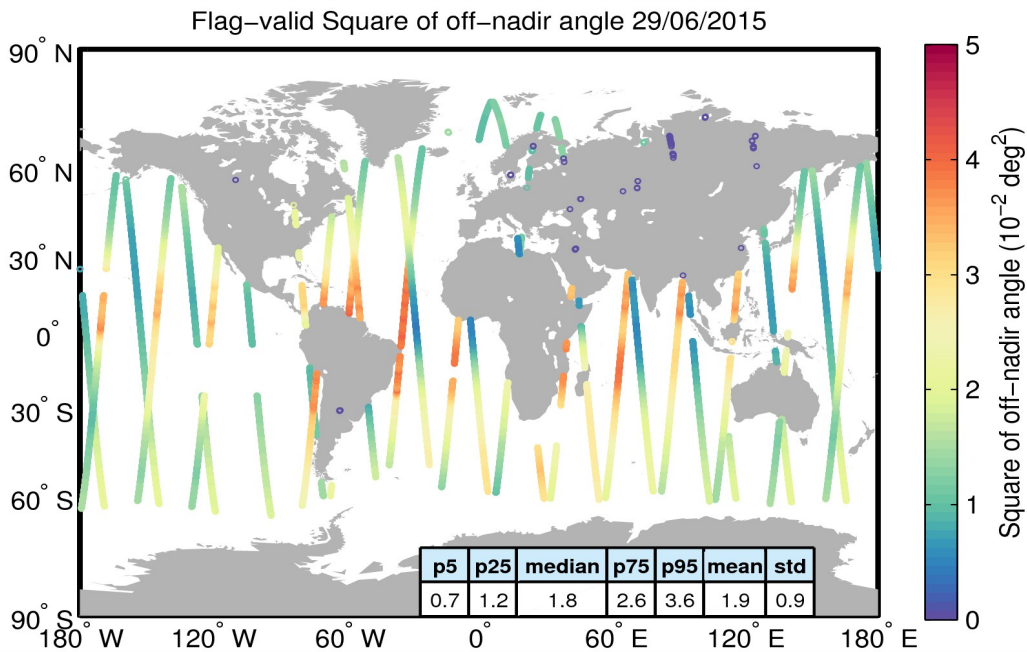 Flag−valid Square of off−nadir angle 29/06/2015
90° N
60° N
30° N
0°
30° S
60° S
90° S
180° W
120° W
60° W
0°
60° E
120° E
180° E
p5 p25 median p75 p95 mean std
0.7 1.2 1.8 2.6 3.6 1.9 0.9
5
4
3
2
1
0
Square of off−nadir angle (10⁻² deg²)